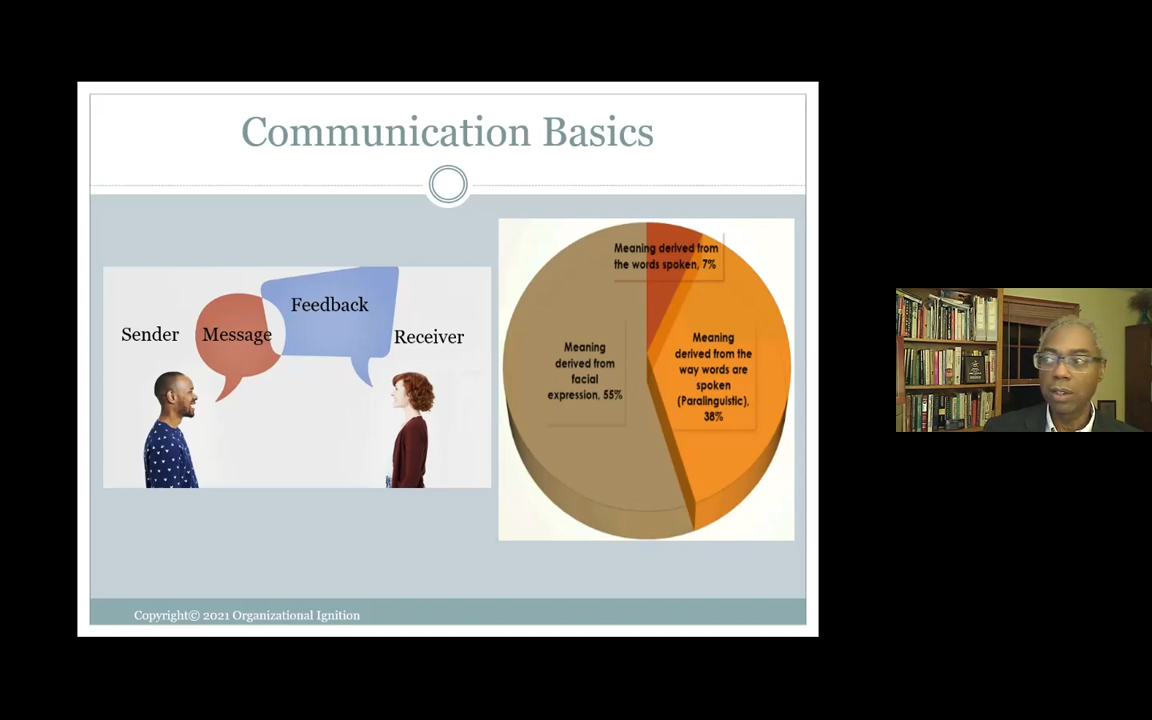 Communication Basics
Sender
Message
Feedback
Receiver
Meaning derived from
the words spoken, 7%
Meaning
derived from
facial
expression, 55%
Meaning
derived from the
way words are
spoken
(Paralinguistic),
38%
Copyright© 2021 Organizational Ignition